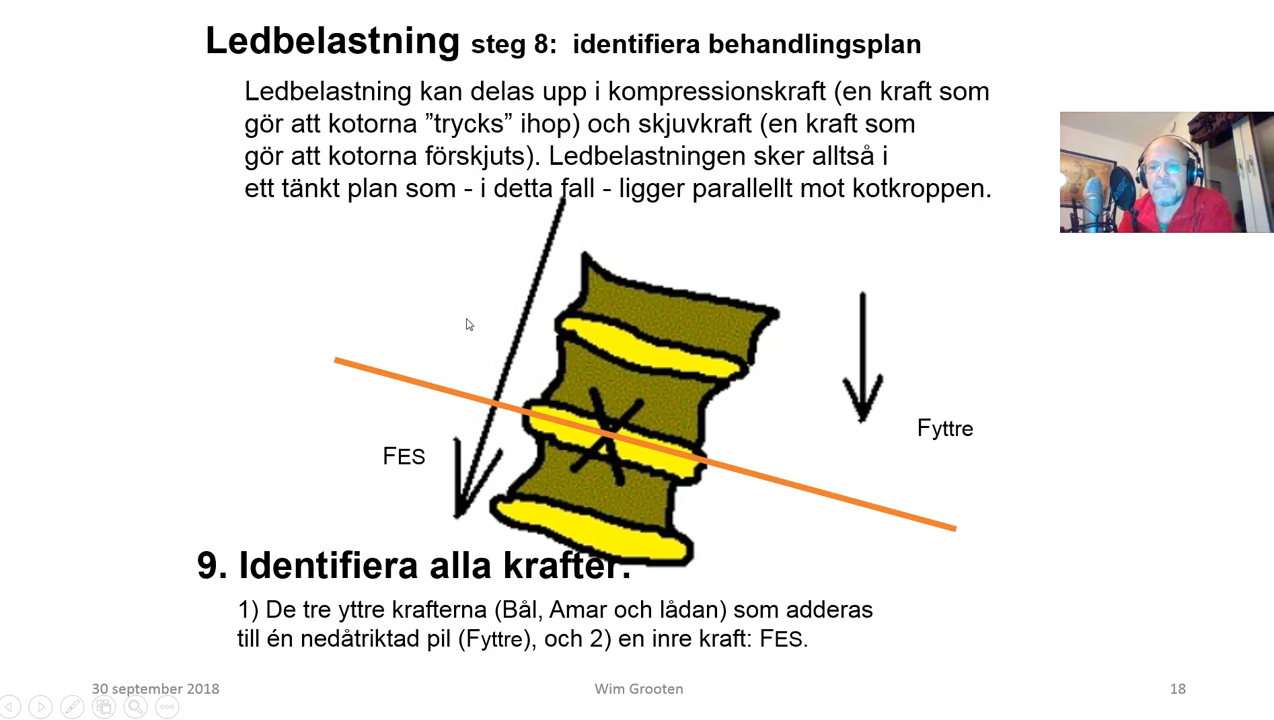 Ledbelastning steg 8: identifiera behandlingsplan
Ledbelastning kan delas upp i kompressionskraft (en kraft som
gör att kotorna ”trycks” ihop) och skjuvkraft (en kraft som
gör att kotorna förskjuts). Ledbelastningen sker alltså i
ett tänkt plan som - i detta fall - ligger parallellt mot kotkroppen.
Fyttre
FES
9. Identifiera alla krafter:
1) De tre yttre krafterna (Bål, Amar och lådan) som adderas
till én nedåtriktad pil (Fyttre), och 2) en inre kraft: FES.
30 september 2018
Wim Grooten
18